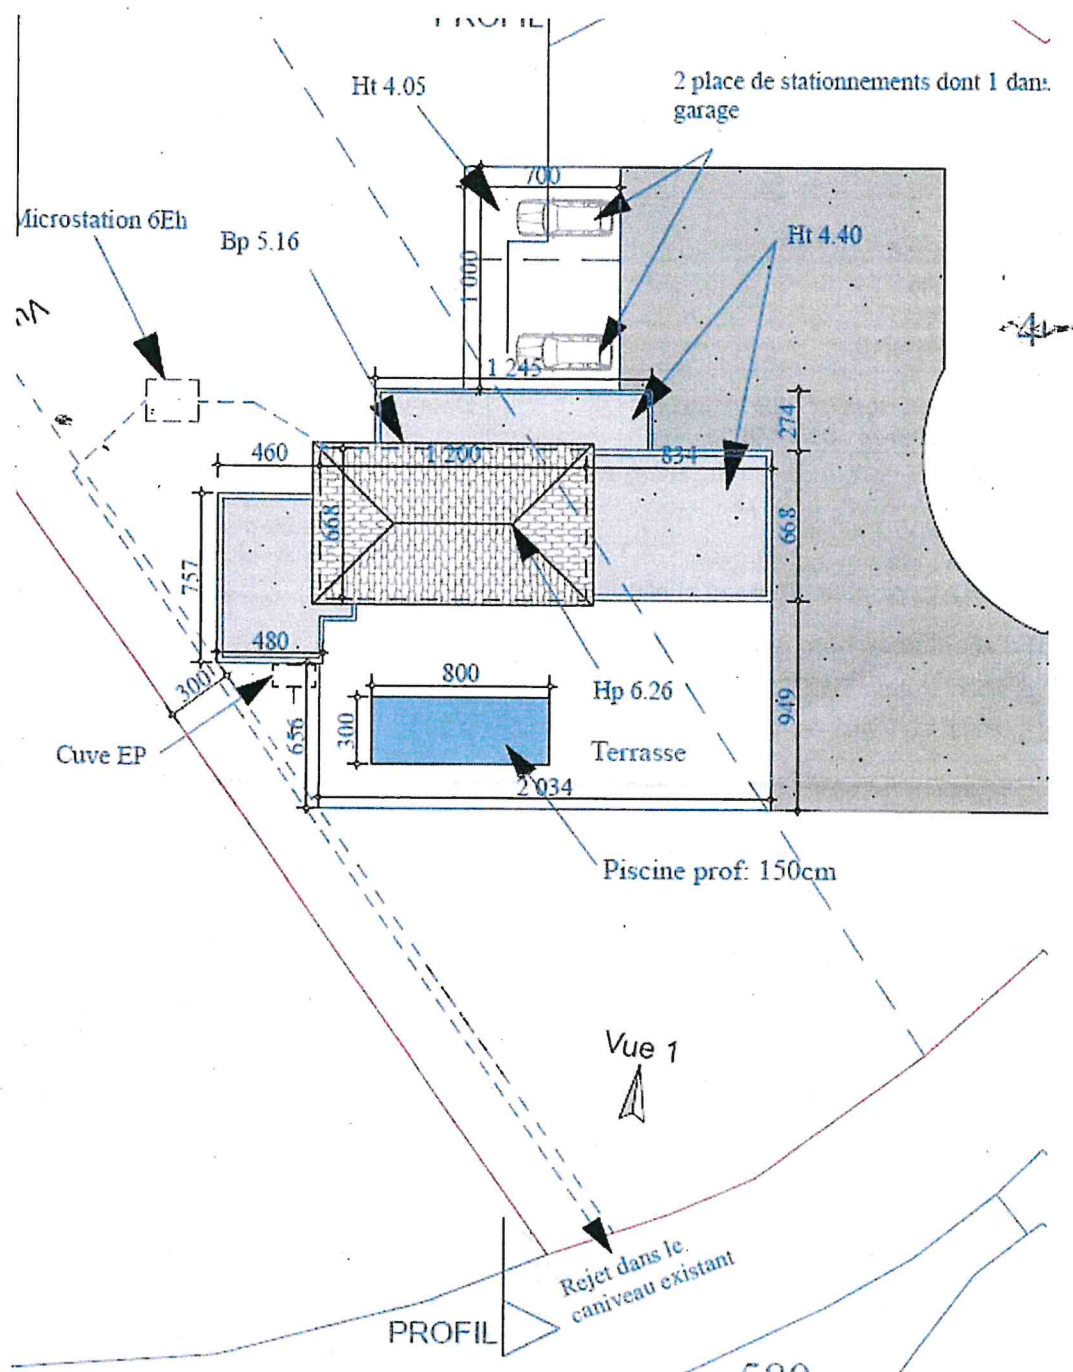 PROFIL
Ht 4.05
2 place de stationnements dont 1 dans
garage
700
Microstation 6Eh
Bp 5.16
Ht 4.40
1 000
1 245
274
460
1 200
834
668
668
757
480
300
800
Hp 6.26
949
300
656
Cuve EP
Terrasse
2 034
Piscine prof: 150cm
Vue 1
Rejet dans le
caniveau existant
PROFIL